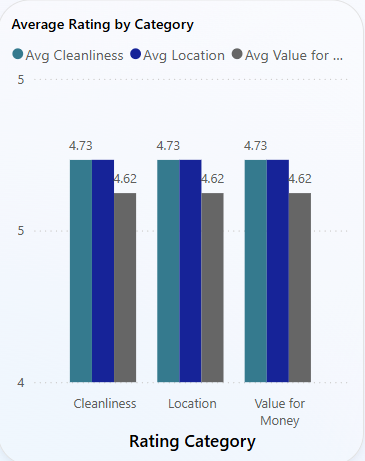 Average Rating by Category
Avg Cleanliness Avg Location Avg Value for ...
5
4.73 4.73 4.73
4.62 4.62 4.62
5
4
Cleanliness Location Value for
Money
Rating Category